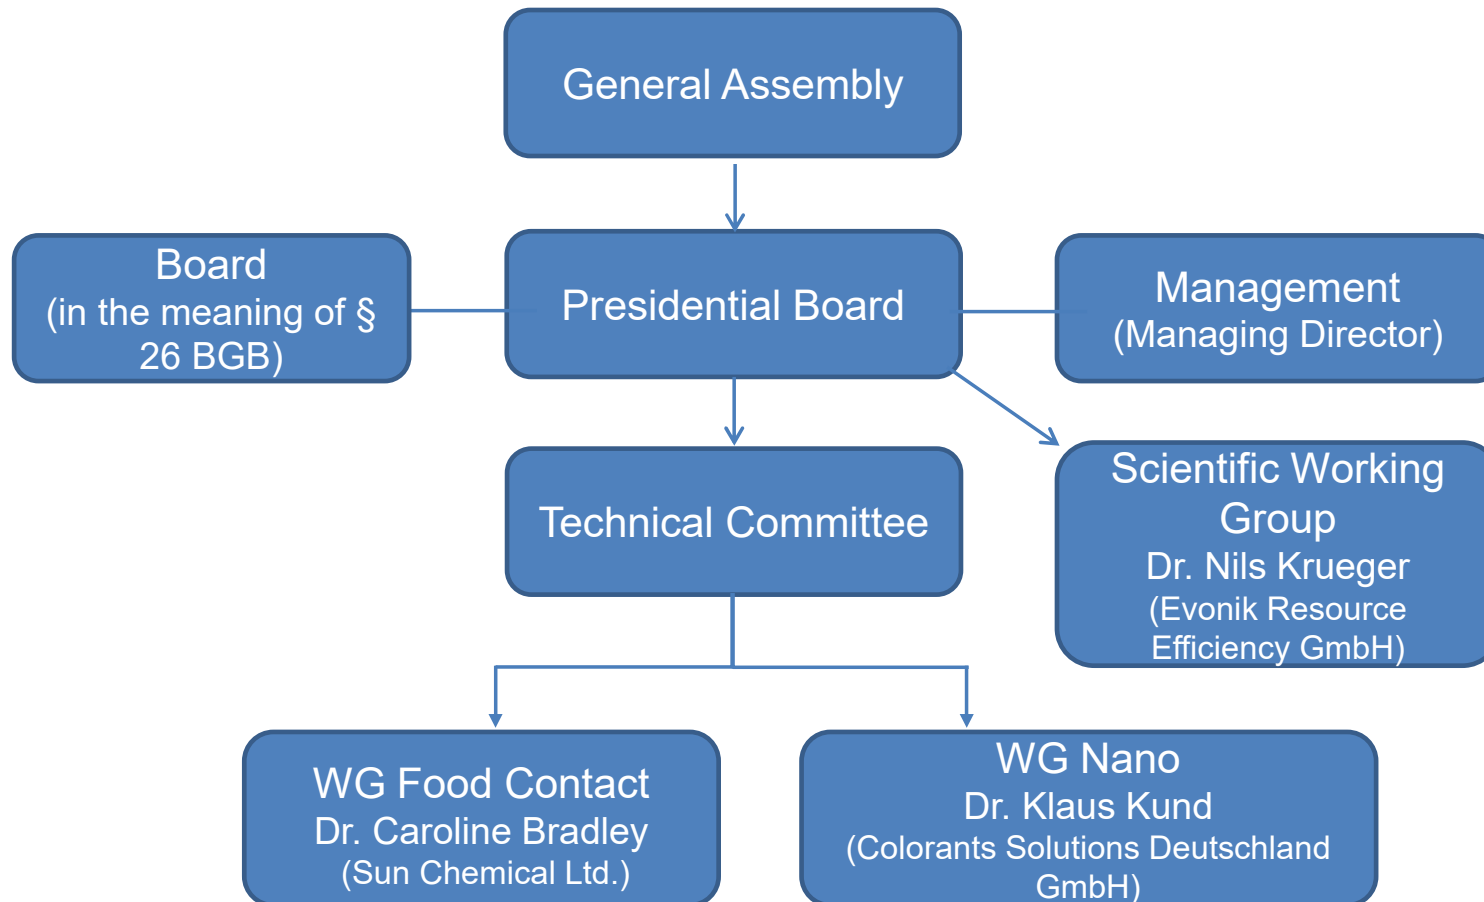 General Assembly
Board
(in the meaning of §
26 BGB)
Presidential Board
Management
(Managing Director)
Technical Committee
Scientific Working
Group
Dr. Nils Krueger
(Evonik Resource
Efficiency GmbH)
WG Food Contact
Dr. Caroline Bradley
(Sun Chemical Ltd.)
WG Nano
Dr. Klaus Kund
(Colorants Solutions Deutschland
GmbH)